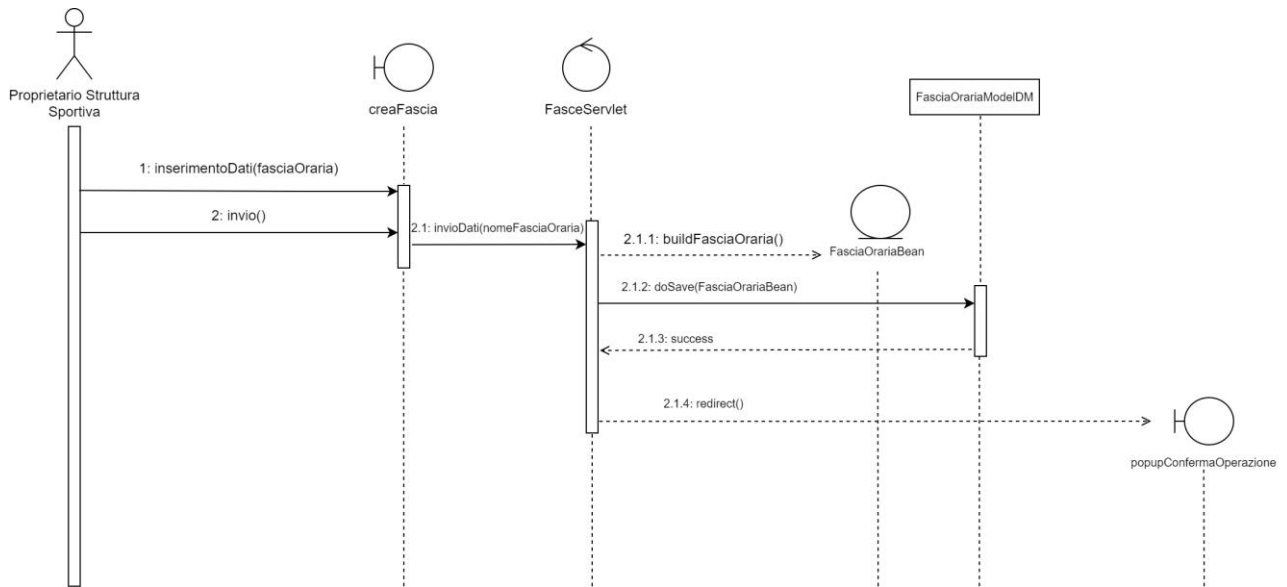 Proprietario Struttura
Sportiva
creaFascia
FasceServlet
FasciaOrariaModelDM
1: inserimentoDati(fasciaOraria)
2: invio()
2.1: invioDati(nomeFasciaOraria)
2.1.1: buildFasciaOraria()
FasciaOrariaBean
2.1.2: doSave(FasciaOrariaBean)
2.1.3: success
2.1.4: redirect()
popupConfermaOperazione